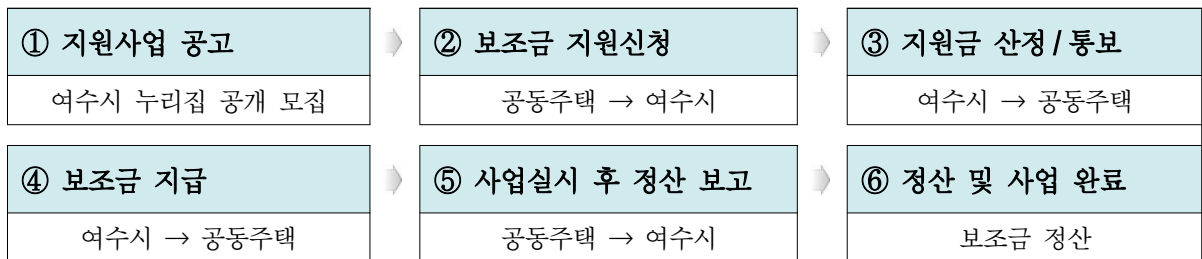 ① 지원사업 공고
② 보조금 지원신청
③ 지원금 산정 / 통보
여수시 누리집 공개 모집
공동주택 → 여수시
여수시 → 공동주택
④ 보조금 지급
⑤ 사업실시 후 정산 보고
⑥ 정산 및 사업 완료
여수시 → 공동주택
공동주택 → 여수시
보조금 정산